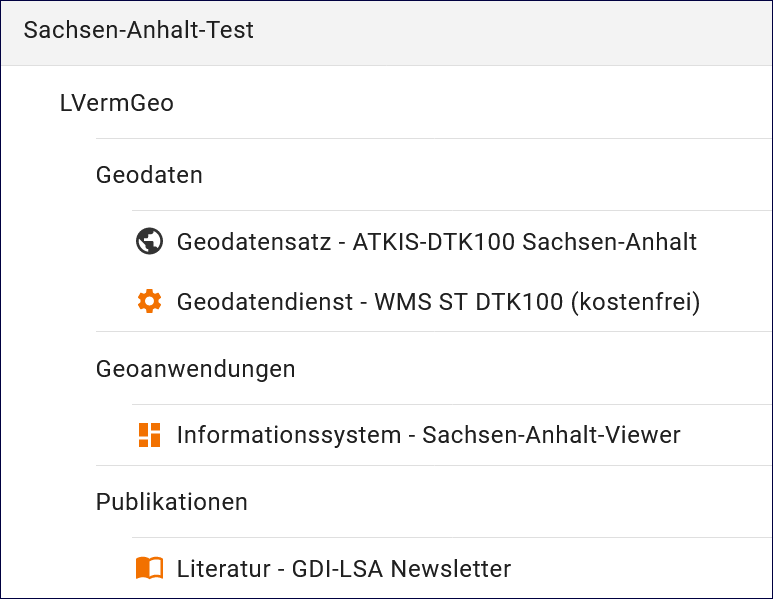 Sachsen-Anhalt-Test
LVermGeo
Geodaten
Geodatensatz - ATKIS-DTK100 Sachsen-Anhalt
Geodatendienst - WMS ST DTK100 (kostenfrei)
Geoanwendungen
Informationssystem - Sachsen-Anhalt-Viewer
Publikationen
Literatur - GDI-LSA Newsletter